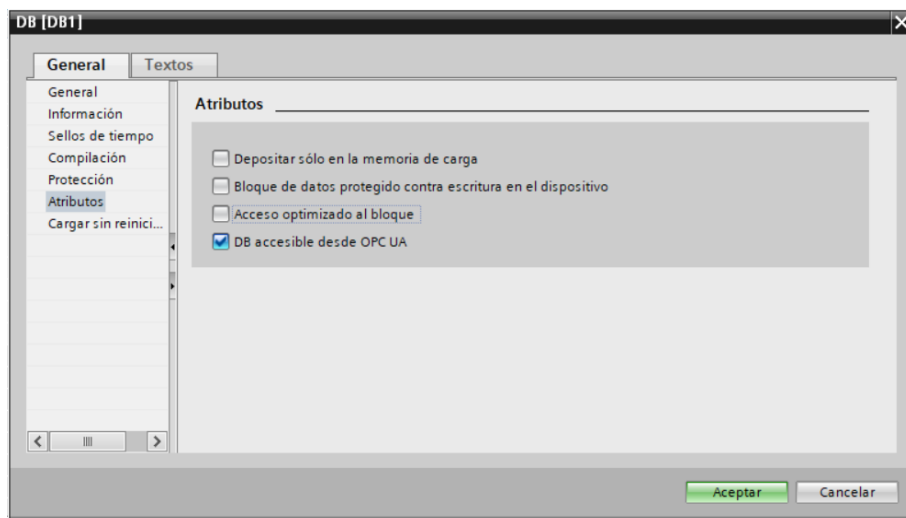 DB [DB1]
General
Textos
General
Información
Sellos de tiempo
Compilación
Protección
Atributos
Cargar sin reinici...
Atributos
Depositar sólo en la memoria de carga
Bloque de datos protegido contra escritura en el dispositivo
Acceso optimizado al bloque
DB accesible desde OPC UA
Aceptar
Cancelar